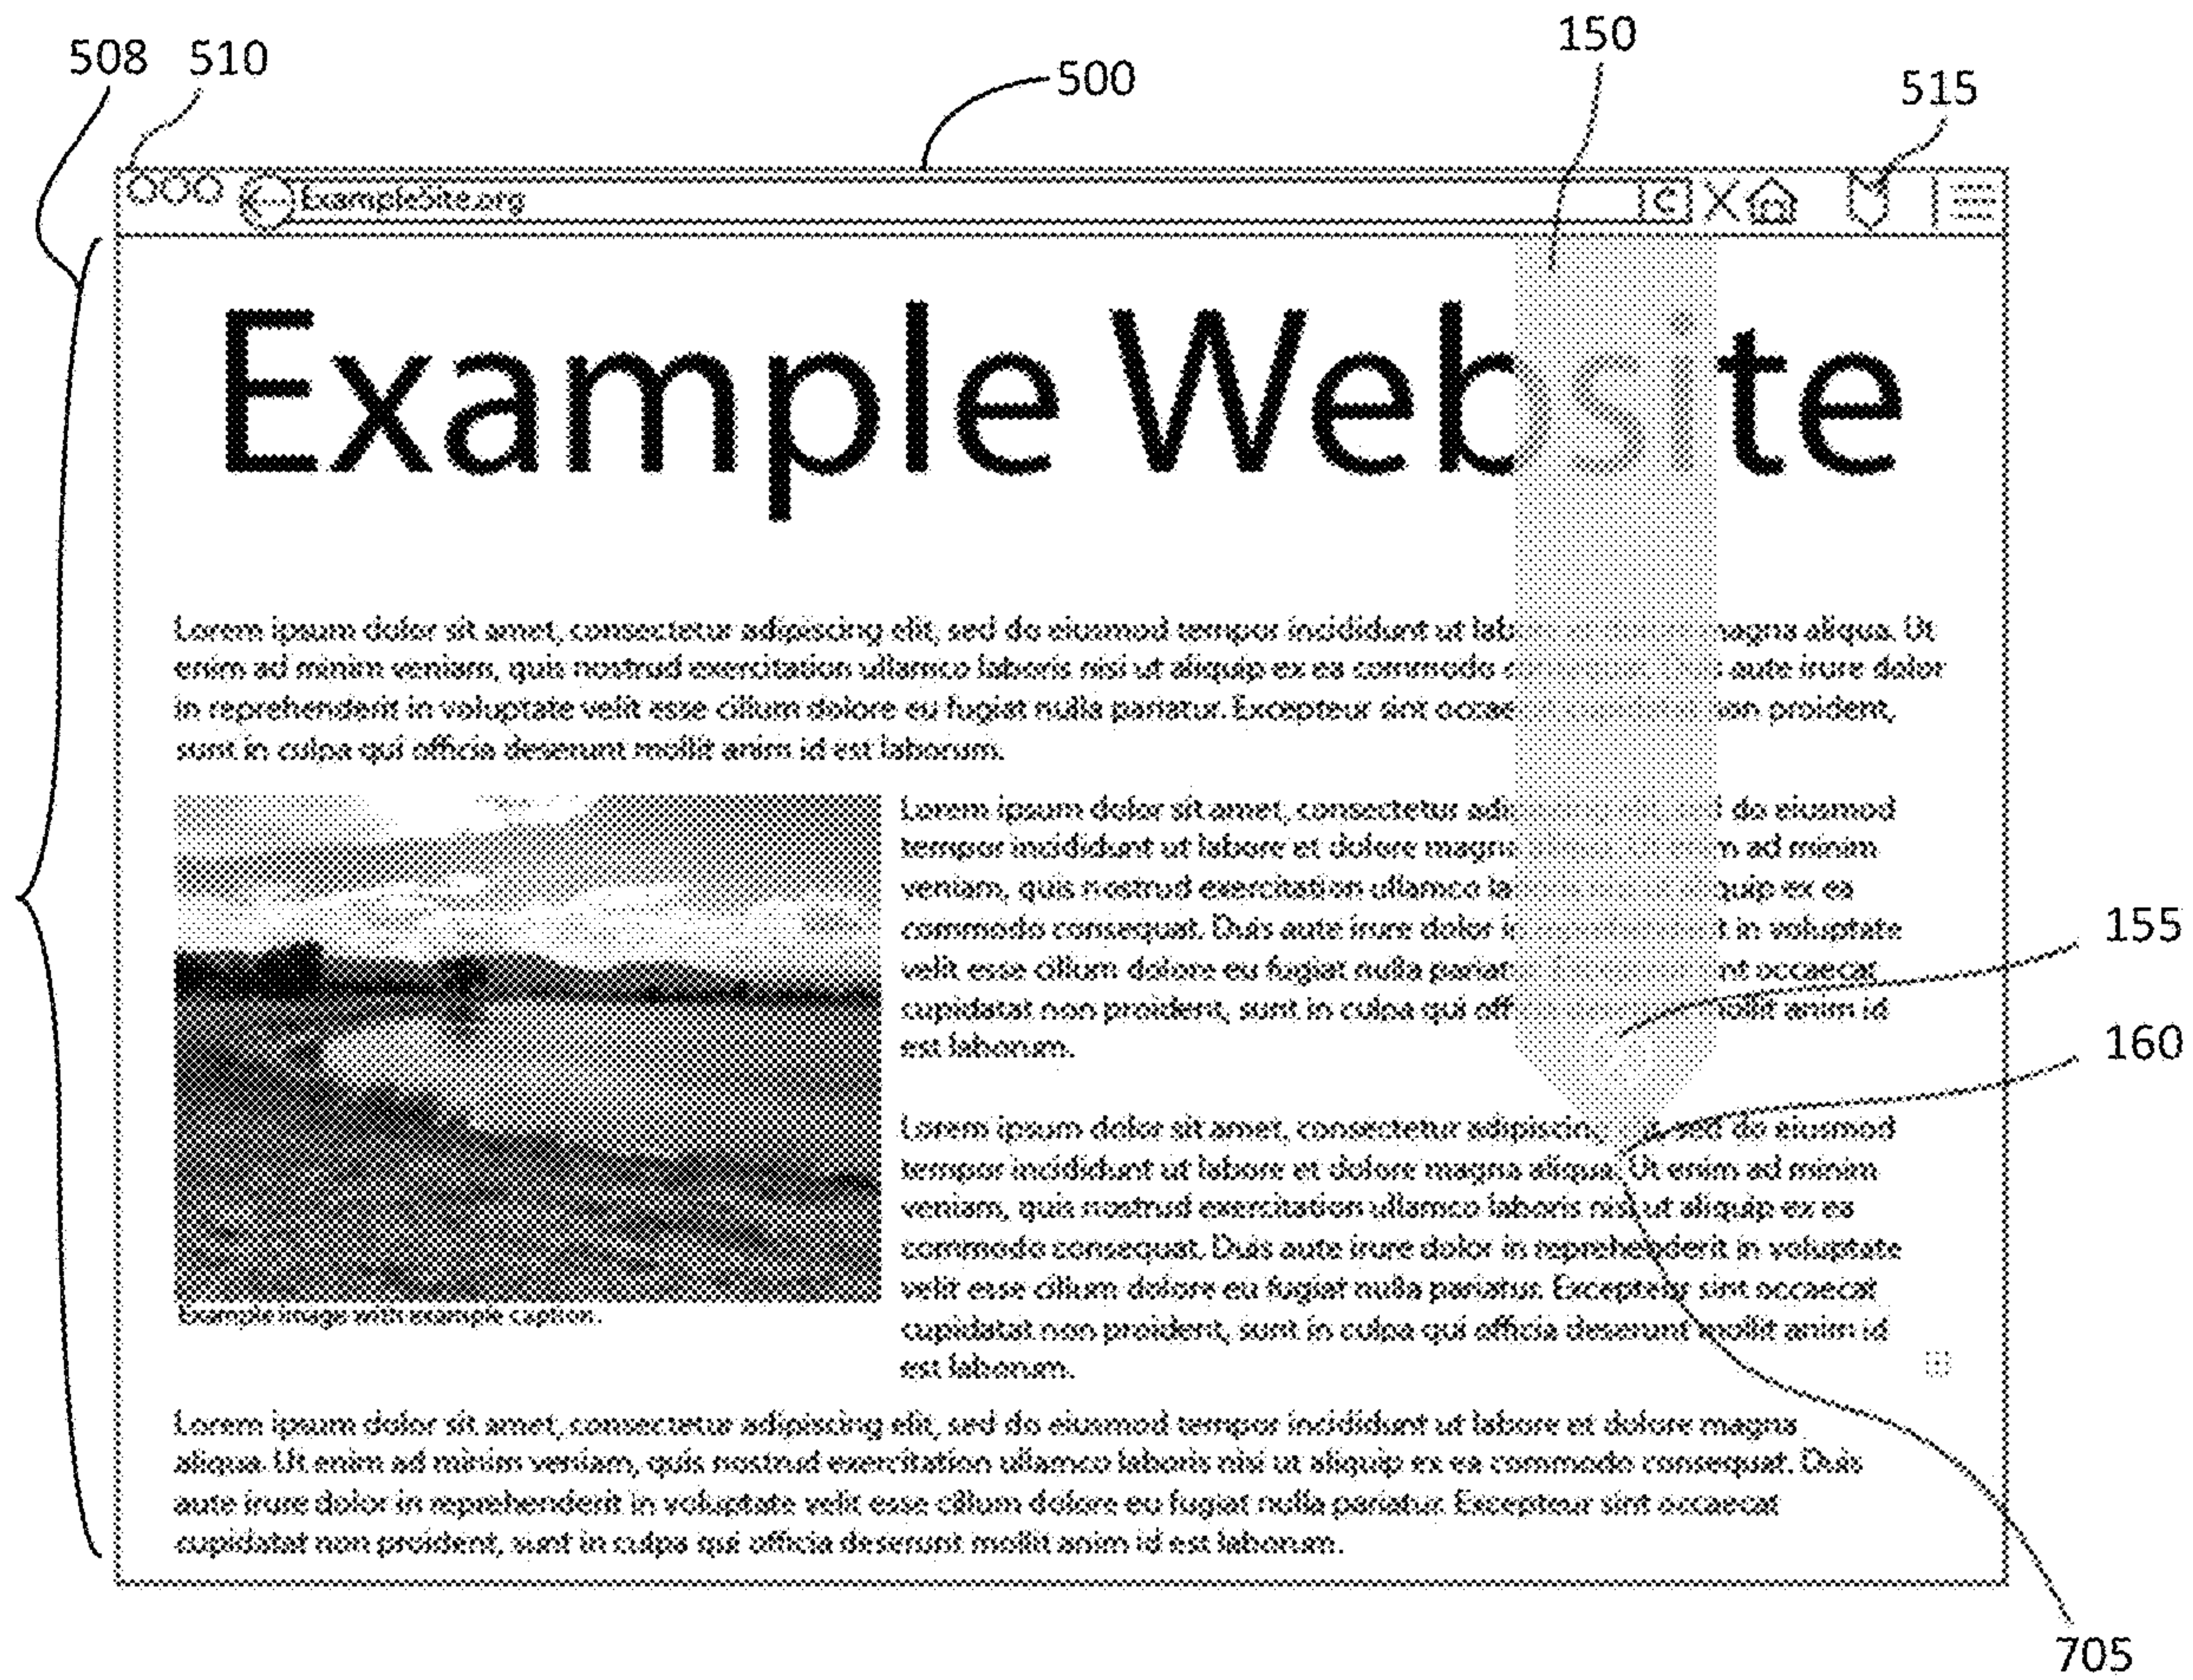 508 510 500 150 515
ExampleSite.org
Example Website
Lorem ipsum dolor sit amet, consectetur adipiscing elit, sed do eiusmod tempor incididunt ut lab magna aliqua. Ut
enim ad minim veniam, quis nostrud exercitation ullamco laboris nisi ut aliquip ex ea commodo aute irure dolor
in reprehenderit in voluptate velit esse cillum dolore eu fugiat nulla pariatur. Excepteur sint occae on proident,
sunt in culpa qui officia deserunt mollit anim id est laborum.
Lorem ipsum dolor sit amet, consectetur adi do eiusmod
tempor incididunt ut labore et dolore magna ad minim
veniam, quis nostrud exercitation ullamco la quip ex ea
commodo consequat. Duis aute irure dolor t in voluptate
velit esse cillum dolore eu fugiat nulla pariat nt occaecat
cupidatat non proident, sunt in culpa qui off mollit anim id
est laborum.
155
160
Lorem ipsum dolor sit amet, consectetur adipiscin sed do eiusmod
tempor incididunt ut labore et dolore magna aliqua. Ut enim ad minim
veniam, quis nostrud exercitation ullamco laboris nisi ut aliquip ex ea
commodo consequat. Duis aute irure dolor in reprehenderit in voluptate
velit esse cillum dolore eu fugiat nulla pariatur. Excepteur sint occaecat
cupidatat non proident, sunt in culpa qui officia deserunt mollit anim id
est laborum.
Example image with example caption.
Lorem ipsum dolor sit amet, consectetur adipiscing elit, sed do eiusmod tempor incididunt ut labore et dolore magna
aliqua. Ut enim ad minim veniam, quis nostrud exercitation ullamco laboris nisi ut aliquip ex ea commodo consequat. Duis
aute irure dolor in reprehenderit in voluptate velit esse cillum dolore eu fugiat nulla pariatur. Excepteur sint occaecat
cupidatat non proident, sunt in culpa qui officia deserunt mollit anim id est laborum.
705